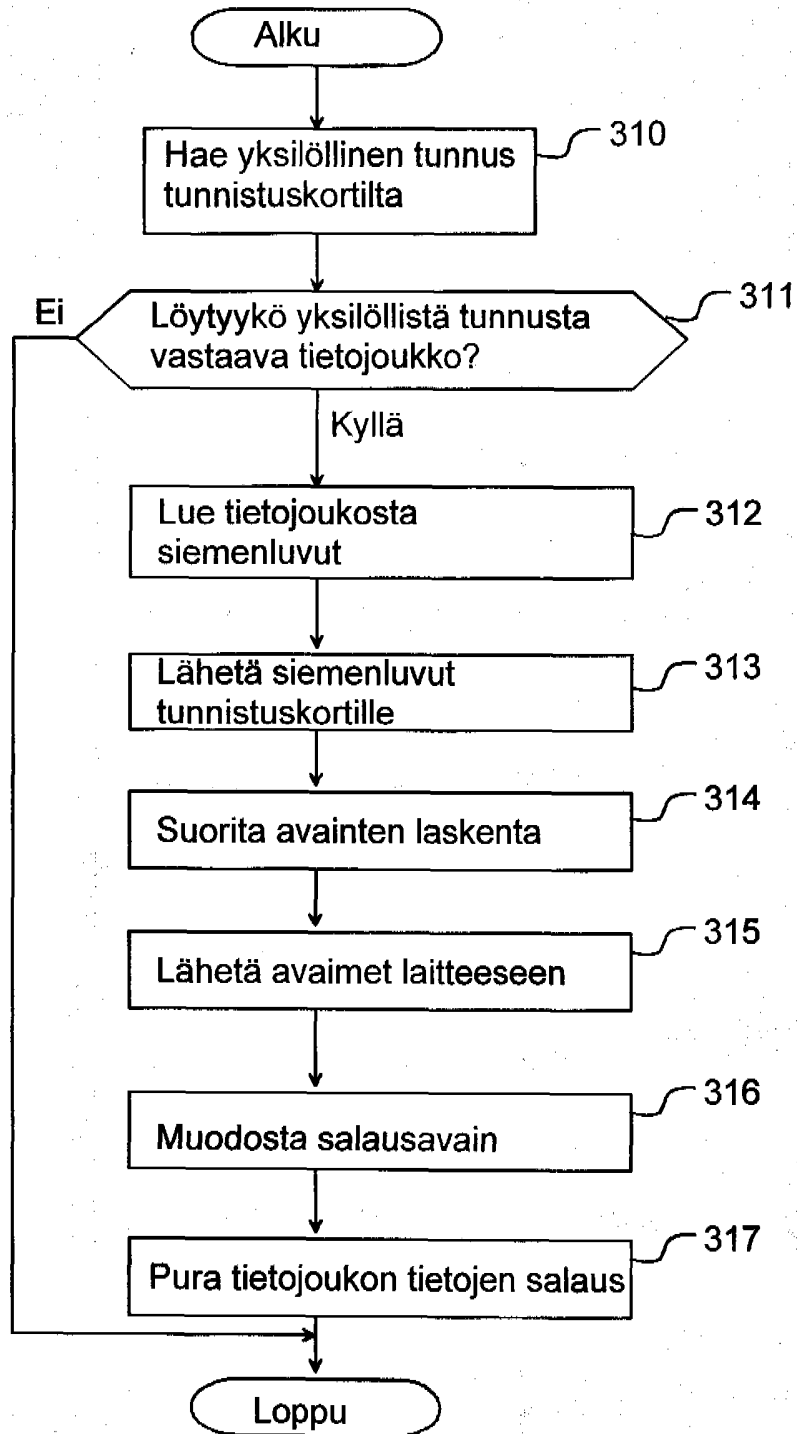 Alku
310
Hae yksilöllinen tunnus
tunnistuskortilta
311
Ei
Löytyykö yksilöllistä tunnusta
vastaava tietojoukko?
Kyllä
312
Lue tietojoukosta
siemenluvut
313
Lähetä siemenluvut
tunnistuskortille
314
Suorita avainten laskenta
315
Lähetä avaimet laitteeseen
316
Muodosta salausavain
317
Pura tietojoukon tietojen salaus
Loppu